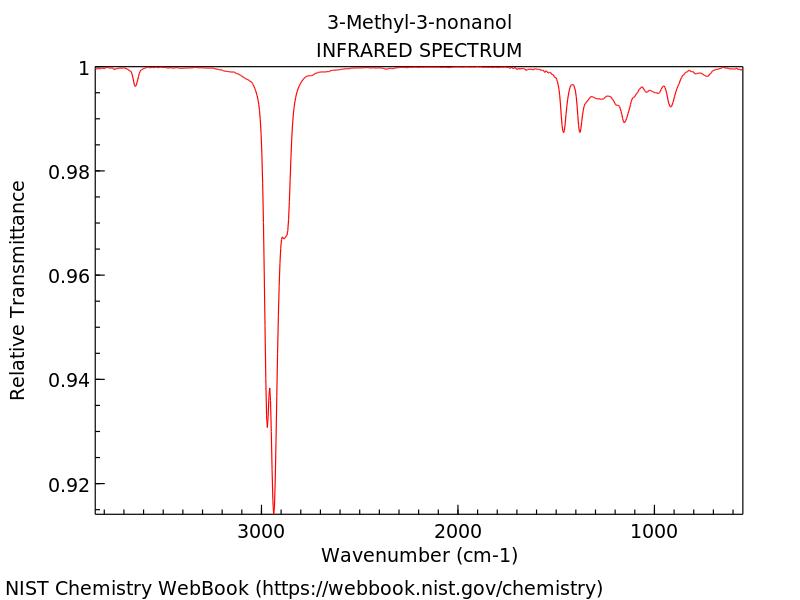 3-Methyl-3-nonanol
INFRARED SPECTRUM
1
0.98
0.96
0.94
0.92
Relative Transmittance
3000 2000 1000
Wavenumber (cm-1)
NIST Chemistry WebBook (https://webbook.nist.gov/chemistry)